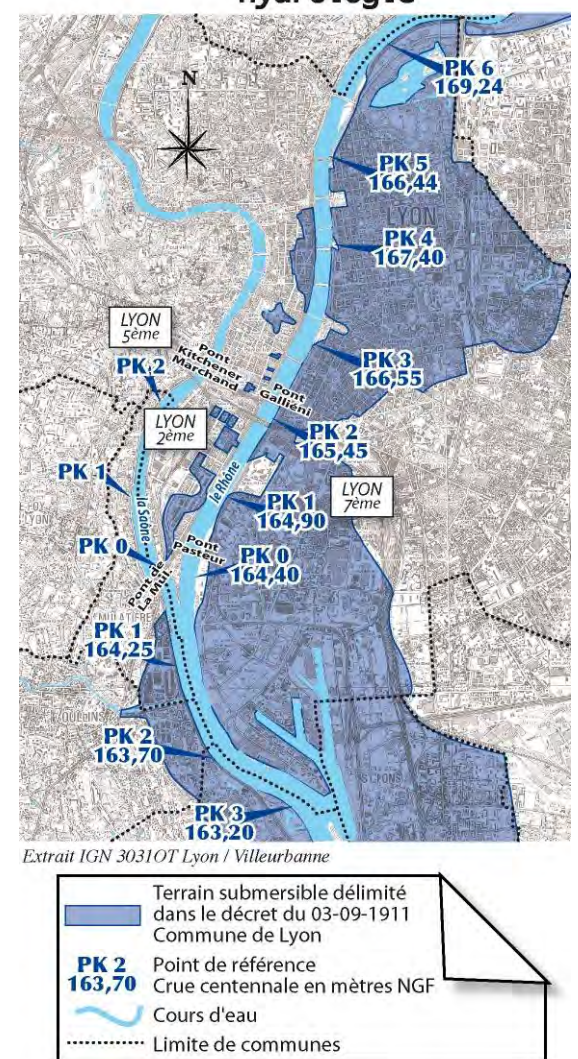 N
PK 6
169,24
PK 5
166,44
LYON
PK 4
167,40
LYON
5ème
Pont
Kitchener
Marchand
PK 3
166,55
PK 2
Pont
Galliéni
LYON
2ème
PK 2
165,45
PK 1
la Saône
le Rhône
PK 1
164,90
LYON
7ème
PK 0
Pont
Pasteur
PK 0
164,40
Pont de
La Mul
PK 1
164,25
PK 2
163,70
PK 3
163,20
Extrait IGN 3031OT Lyon / Villeurbanne
Terrain submersible délimité
dans le décret du 03-09-1911
Commune de Lyon
PK 2
163,70
Point de référence
Crue centennale en mètres NGF
Cours d'eau
Limite de communes